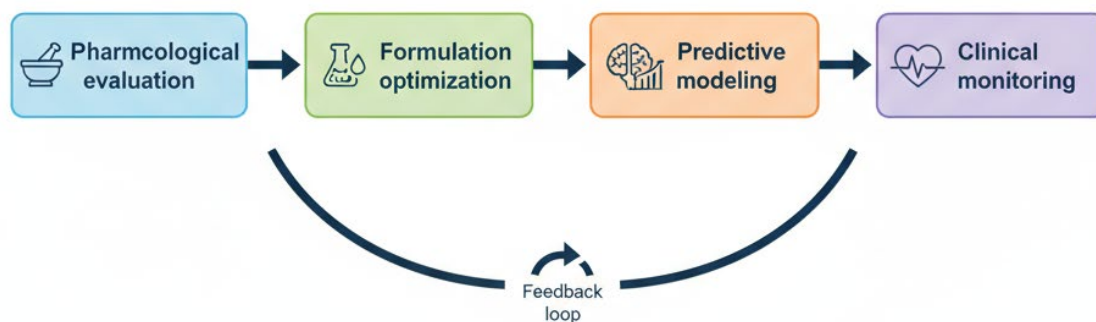 Pharmcological
evaluation
Formulation
optimization
Predictive
modeling
Clinical
monitoring
Feedback
loop